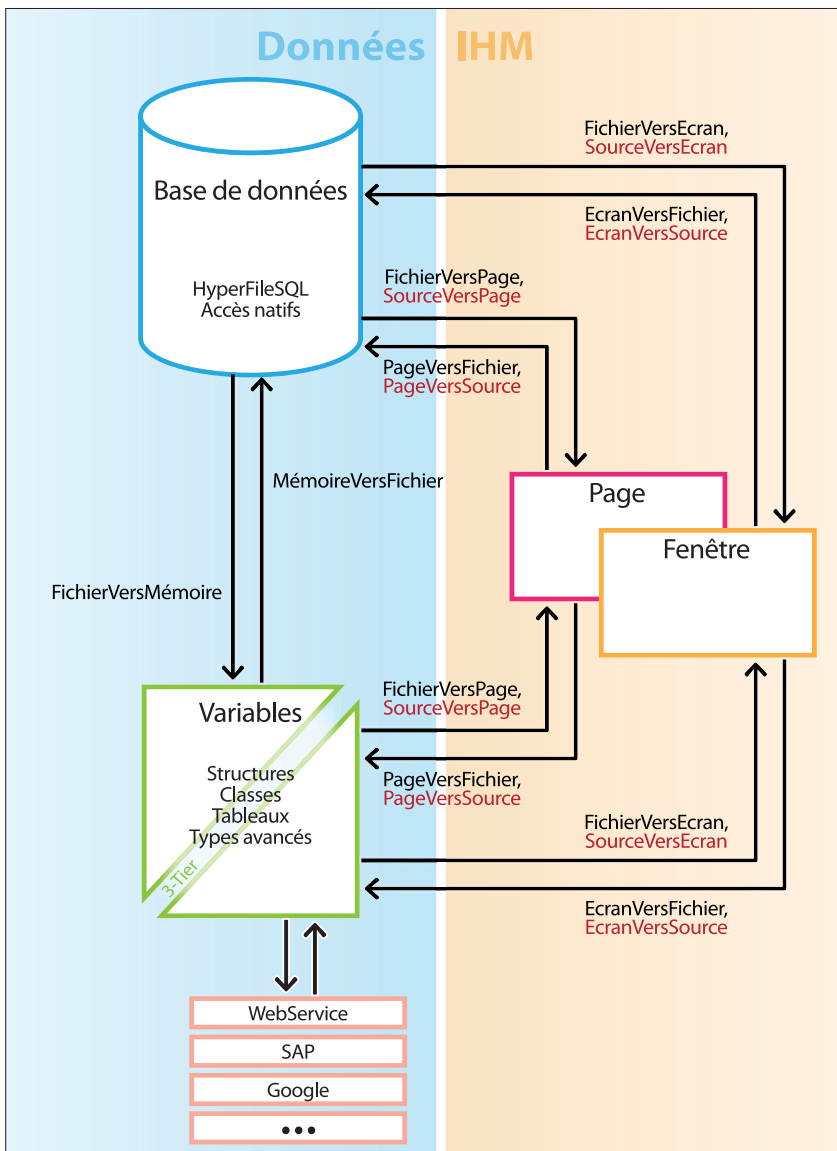 Données IHM
Base de données
HyperFileSQL
Accès natifs
FichierVersEcran,
SourceVersEcran
EcranVersFichier,
EcranVersSource
FichierVersPage,
SourceVersPage
PageVersFichier,
PageVersSource
MémoireVersFichier
FichierVersMémoire
Page
Fenêtre
Variables
Structures
Classes
Tableaux
Types avancés
3-Tier
FichierVersPage,
SourceVersPage
PageVersFichier,
PageVersSource
FichierVersEcran,
SourceVersEcran
EcranVersFichier,
EcranVersSource
WebService
SAP
Google
•••